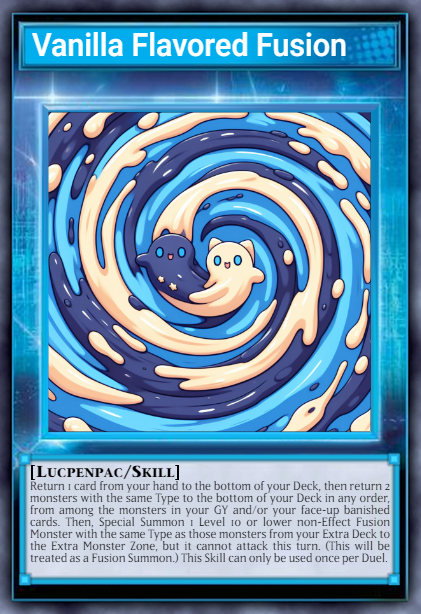 Vanilla Flavored Fusion
[LUCPENPAC/SKILL]
Return 1 card from your hand to the bottom of your Deck, then return 2
monsters with the same Type to the bottom of your Deck in any order,
from among the monsters in your GY and/or your face-up banished
cards. Then, Special Summon 1 Level 10 or lower non-Effect Fusion
Monster with the same Type as those monsters from your Extra Deck to
the Extra Monster Zone, but it cannot attack this turn. (This will be
treated as a Fusion Summon.) This Skill can only be used once per Duel.